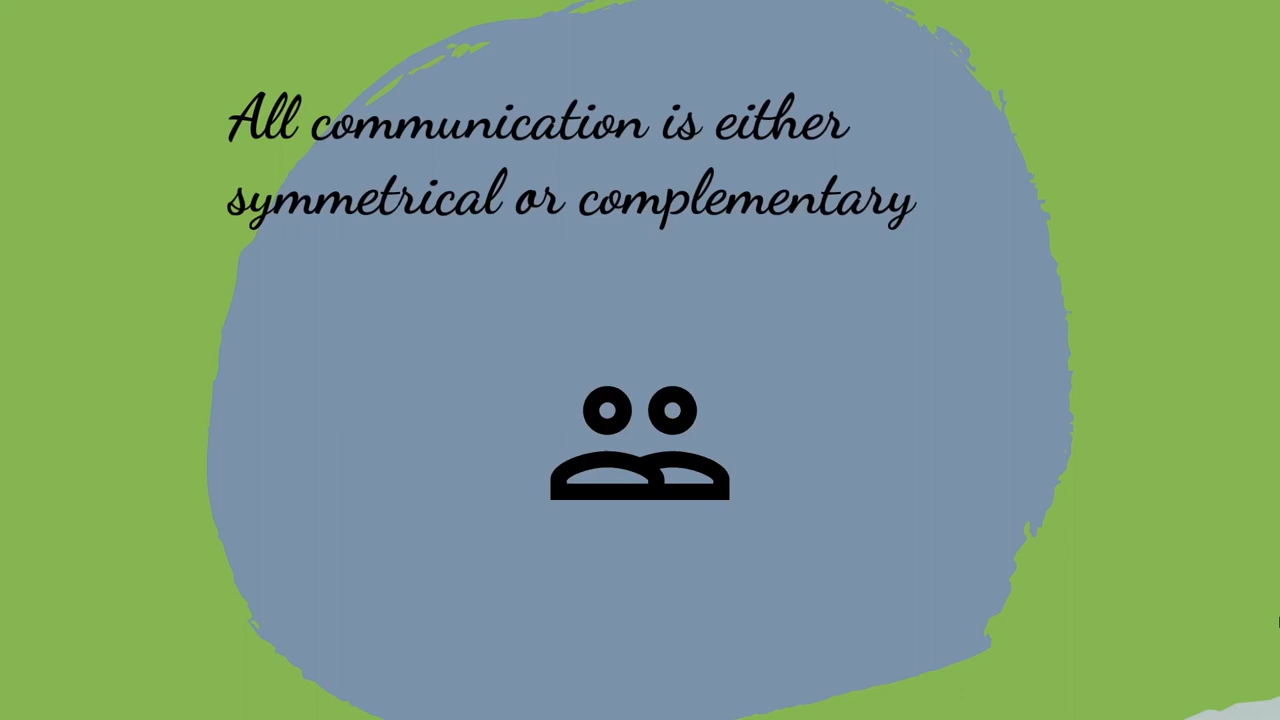 All communication is either
symmetrical or complementary